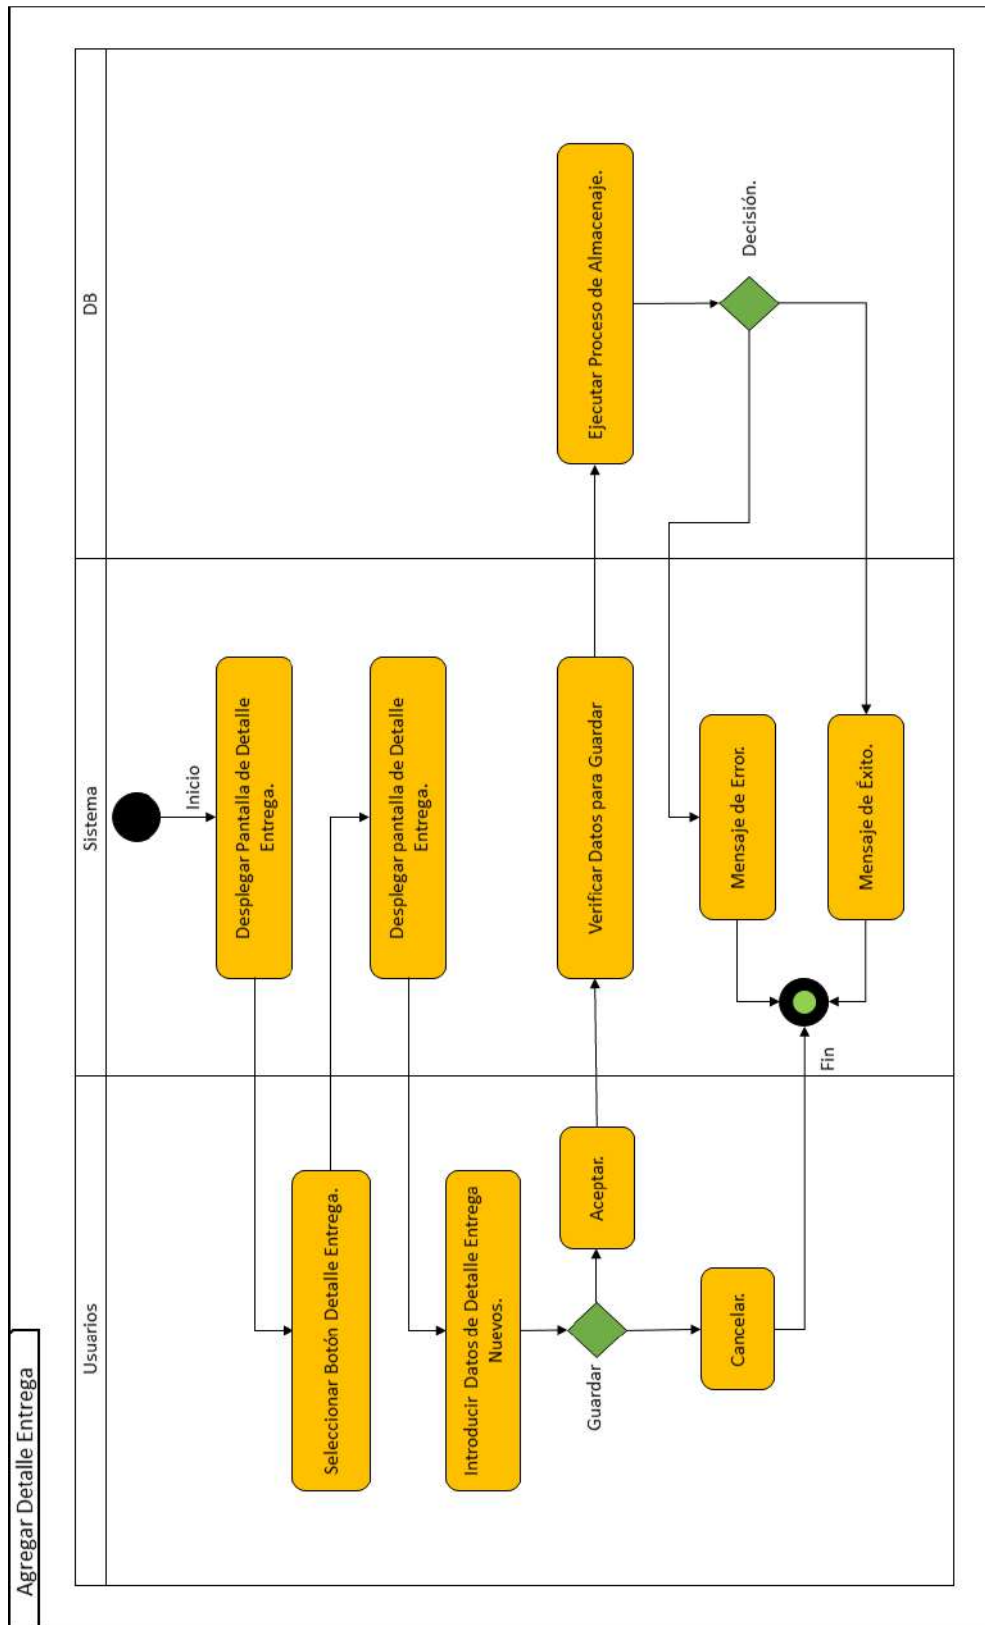 Agregar Detalle Entrega
Usuarios
Sistema
DB
Inicio
Desplegar Pantalla de Detalle
Entrega.
Seleccionar Botón Detalle Entrega.
Desplegar pantalla de Detalle
Entrega.
Introducir Datos de Detalle Entrega
Nuevos.
Guardar
Aceptar.
Verificar Datos para Guardar
Ejecutar Proceso de Almacenaje.
Decisión.
Cancelar.
Mensaje de Error.
Mensaje de Éxito.
Fin